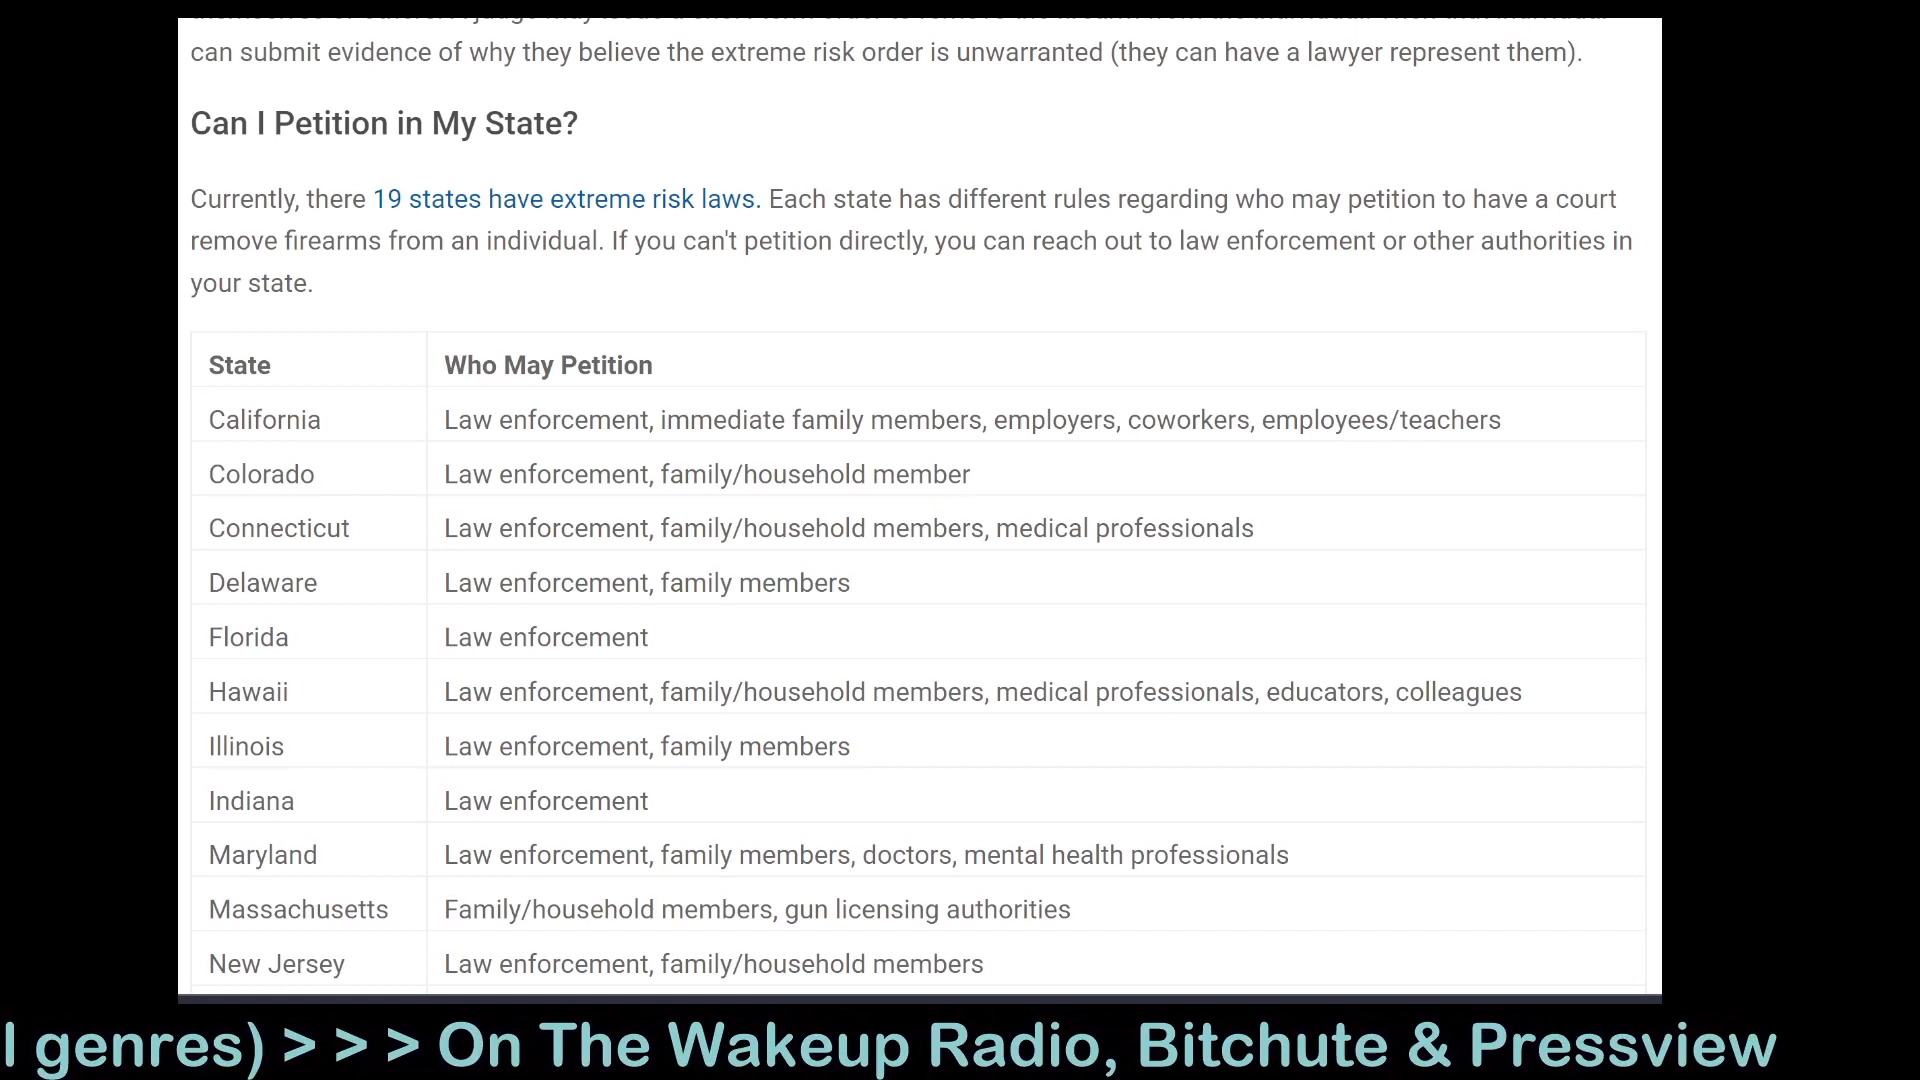 can submit evidence of why they believe the extreme risk order is unwarranted (they can have a lawyer represent them).
Can I Petition in My State?
Currently, there 19 states have extreme risk laws. Each state has different rules regarding who may petition to have a court
remove firearms from an individual. If you can't petition directly, you can reach out to law enforcement or other authorities in
your state.
State Who May Petition
California Law enforcement, immediate family members, employers, coworkers, employees/teachers
Colorado Law enforcement, family/household member
Connecticut Law enforcement, family/household members, medical professionals
Delaware Law enforcement, family members
Florida Law enforcement
Hawaii Law enforcement, family/household members, medical professionals, educators, colleagues
Illinois Law enforcement, family members
Indiana Law enforcement
Maryland Law enforcement, family members, doctors, mental health professionals
Massachusetts Family/household members, gun licensing authorities
New Jersey Law enforcement, family/household members
l genres) > > > On The Wakeup Radio, Bitchute & Pressview